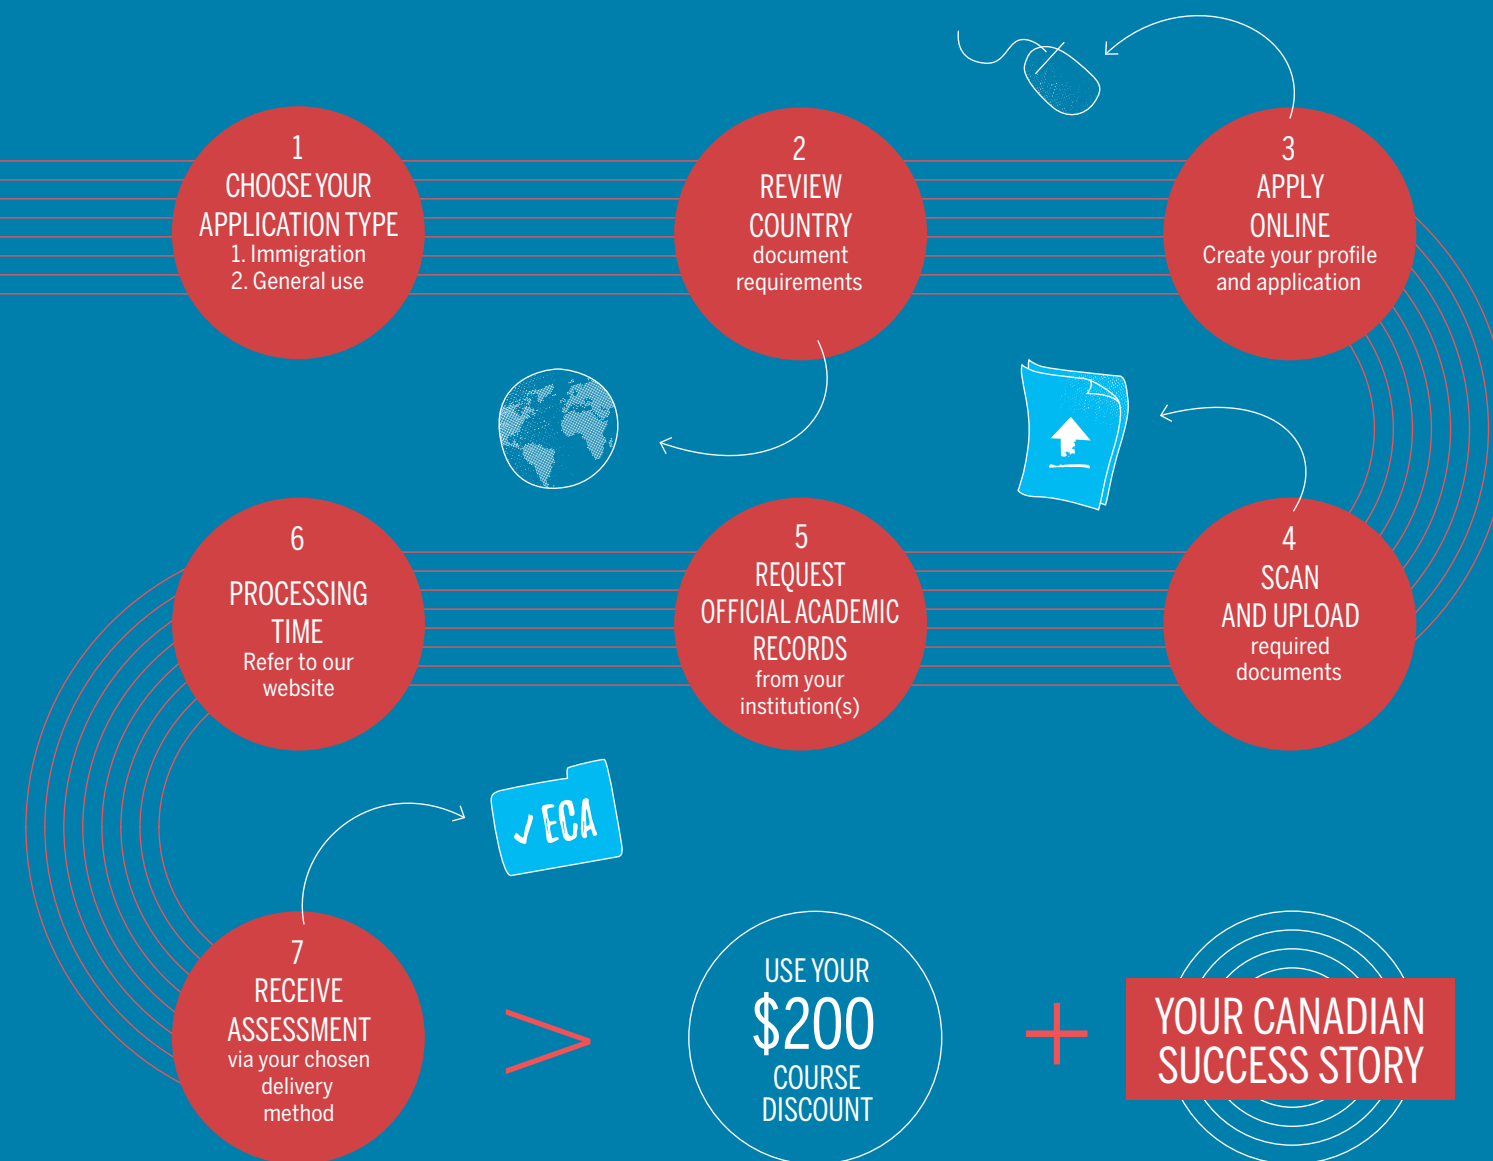 1
CHOOSE YOUR
APPLICATION TYPE
1. Immigration
2. General use
2
REVIEW
COUNTRY
document
requirements
3
APPLY
ONLINE
Create your profile
and application
4
SCAN
AND UPLOAD
required
documents
5
REQUEST
OFFICIAL ACADEMIC
RECORDS
from your
institution(s)
6
PROCESSING
TIME
Refer to our
website
7
RECEIVE
ASSESSMENT
via your chosen
delivery
method
✓ ECA
>
USE YOUR
$200
COURSE
DISCOUNT
+
YOUR CANADIAN
SUCCESS STORY